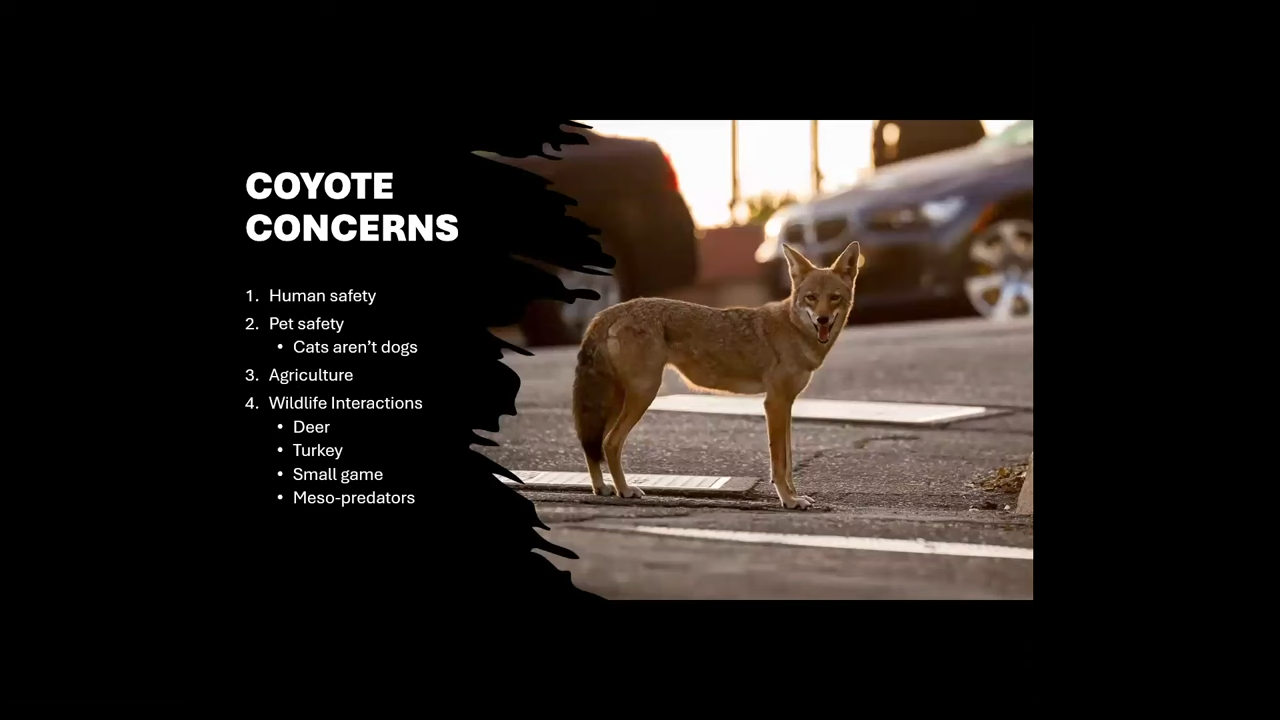 COYOTE
CONCERNS
1. Human safety
2. Pet safety
• Cats aren’t dogs
3. Agriculture
4. Wildlife Interactions
• Deer
• Turkey
• Small game
• Meso-predators